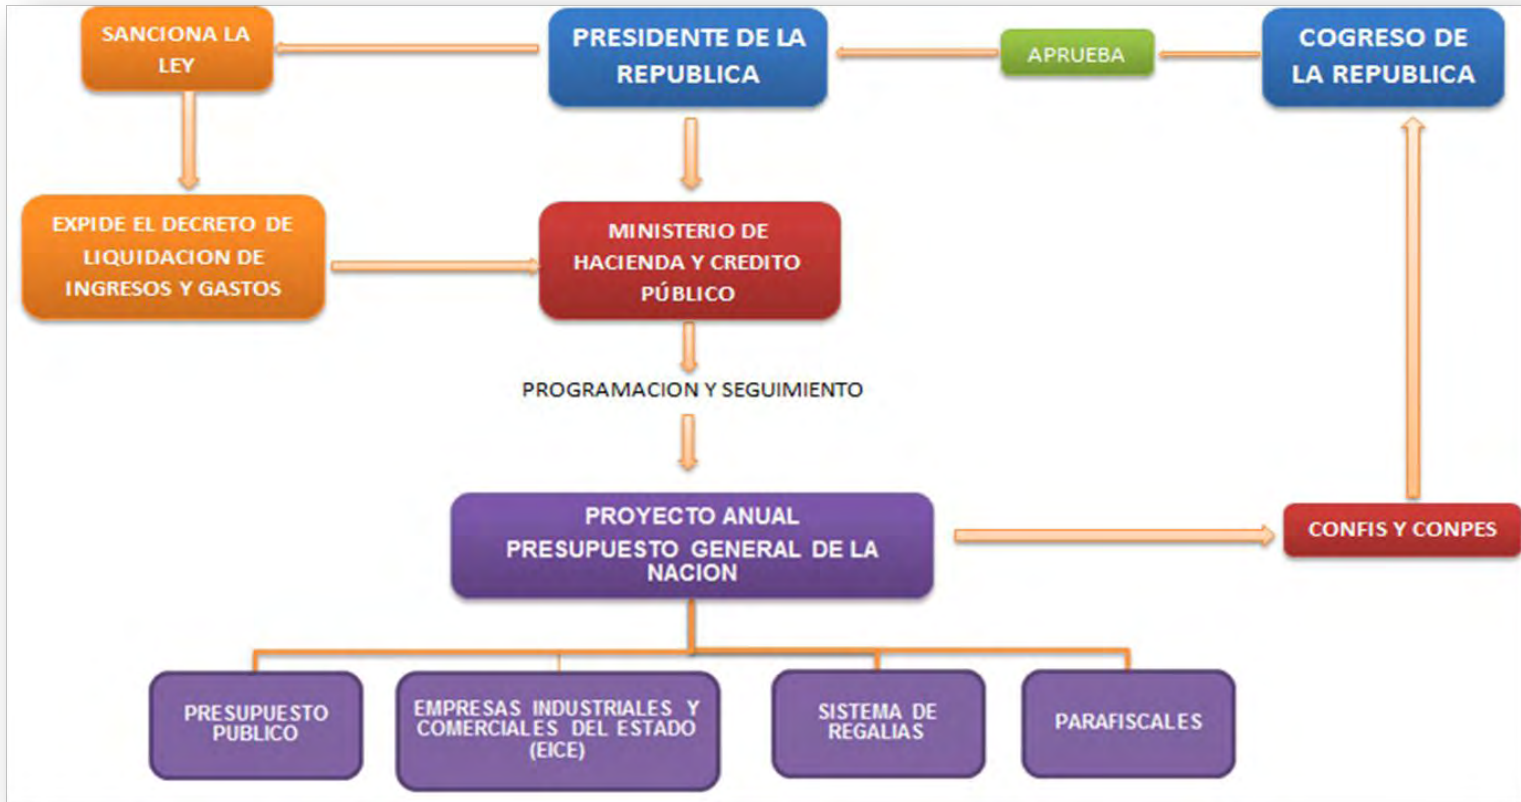 SANCIONA LA
LEY
PRESIDENTE DE LA
REPUBLICA
APRUEBA
COGRESO DE
LA REPUBLICA
EXPIDE EL DECRETO DE
LIQUIDACION DE
INGRESOS Y GASTOS
MINISTERIO DE
HACIENDA Y CREDITO
PÚBLICO
PROGRAMACION Y SEGUIMIENTO
PROYECTO ANUAL
PRESUPUESTO GENERAL DE LA
NACION
CONFIS Y CONPES
PRESUPUESTO
PUBLICO
EMPRESAS INDUSTRIALES Y
COMERCIALES DEL ESTADO
(EICE)
SISTEMA DE
REGALIAS
PARAFISCALES